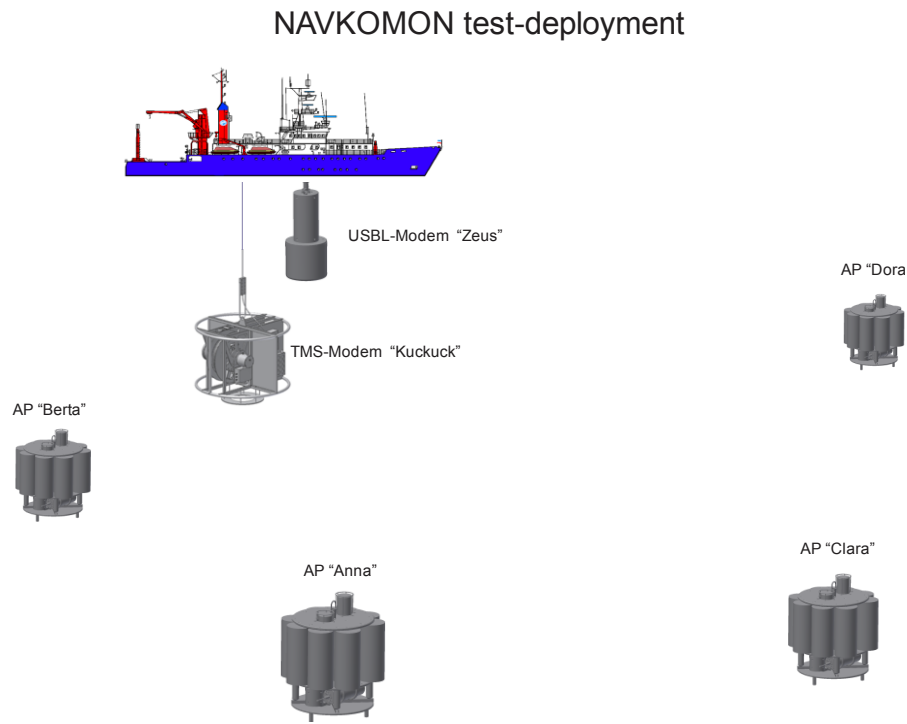 NAVKOMON test-deployment
USBL-Modem “Zeus”
AP “Dora
TMS-Modem “Kuckuck”
AP “Berta”
AP “Clara”
AP “Anna”